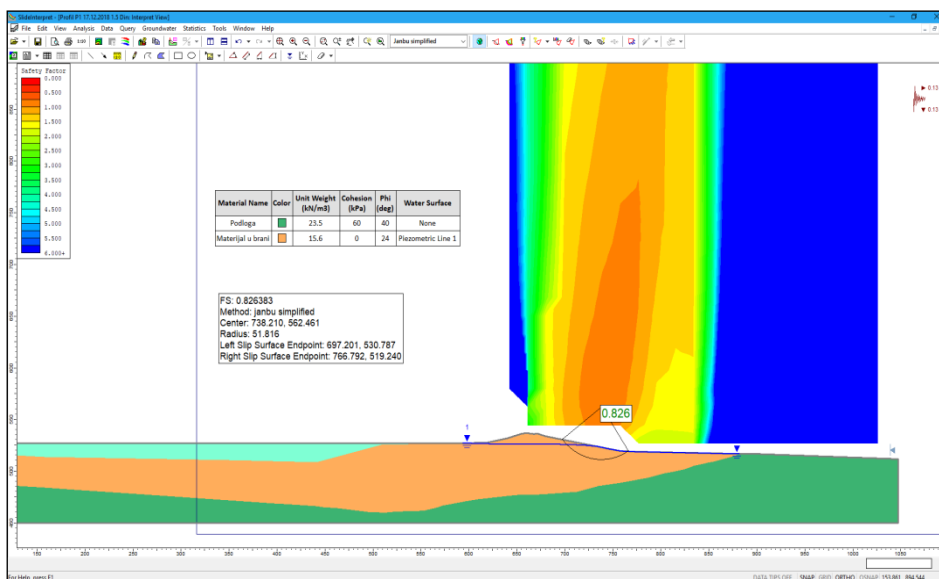 SlideInterpret - [Profil P1 17.12.2018 1.3 Din: Interpret View]
File Edit View Analysis Data Query Groundwater Statistics Tools Window Help
Janbu simplified
Safety Factor
0.000
0.500
1.000
1.500
2.000
2.500
3.000
3.500
4.000
4.500
5.000
5.500
6.000+
0.13
0.13
Material Name Color Unit Weight (kN/m3) Cohesion (kPa) Phi (deg) Water Surface
Podloga 23.5 60 40 None
Materijal u brani 15.6 0 24 Piezometric Line 1
FS: 0.826383
Method: janbu simplified
Center: 738.210, 562.461
Radius: 51.816
Left Slip Surface Endpoint: 697.201, 530.787
Right Slip Surface Endpoint: 766.792, 519.240
0.826
1
150 200 250 300 350 400 450 500 550 600 650 700 750 800 850 900 950 1000 1050
For Help, press F1
DATA TIPS OFF SNAP GRID ORTHO OSNAP